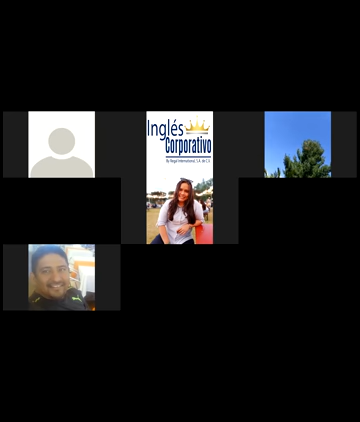 Inglés
Corporativo
By Regal International, S.A. de C.V.